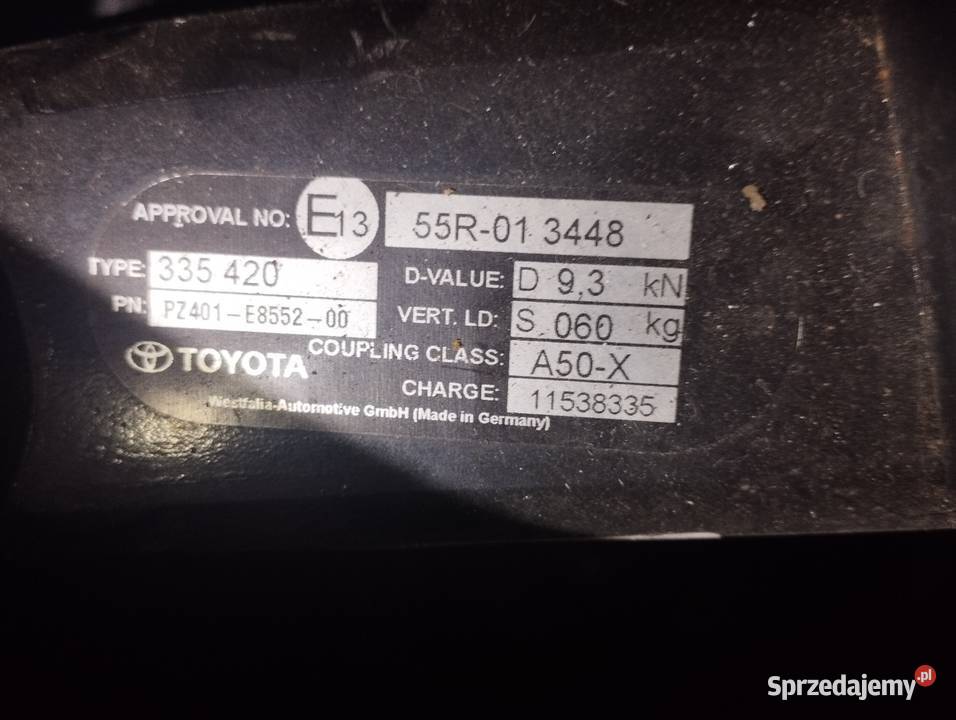 APPROVAL NO: E13 55R-01 3448
TYPE: 335 420 D-VALUE: D 9,3 kN
PN: PZ401-E8552-00 VERT. LD: S 060 kg
TOYOTA COUPLING CLASS: A50-X
CHARGE: 11538335
Westfalia-Automotive GmbH (Made in Germany)
Sprzedajemy.pl